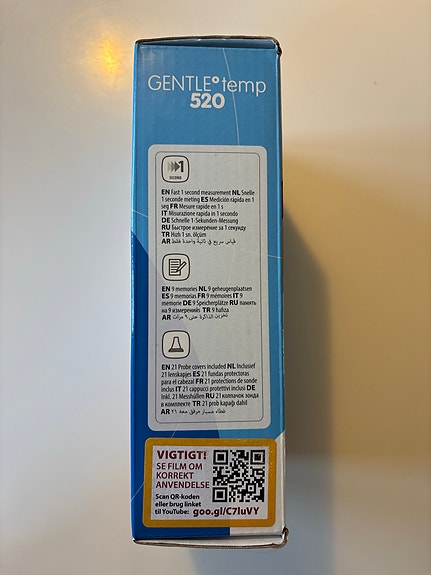 GENTLE°temp
520
1
SECOND
EN Fast 1 second measurement NL Snelle
1 seconde meting ES Medición rápida en 1
seg FR Mesure rapide en 1 s
IT Misurazione rapida in 1 secondo
DE Schnelle 1-Sekunden-Messung
RU Быстрое измерение за 1 секунду
TR Hızlı 1 sn. ölçüm
AR قياس سريع في ثانية واحدة فقط
EN 9 memories NL 9 geheugenplaatsen
ES 9 memorias FR 9 mémoires IT 9
memorie DE 9 Speicherplätze RU память
на 9 измерений TR 9 hafıza
AR تخزين الذاكرة حتى ٩ مرات
EN 21 Probe covers included NL Inclusief
21 lenskapjes ES 21 fundas protectoras
para el cabezal FR 21 protections de sonde
inclus IT 21 cappucci protettivi inclusi DE
Inkl. 21 Messhüllen RU 21 колпачок зонда
в комплекте TR 21 prob kapağı dahil
AR غطاء مسبار مرفق معه ٢١
VIGTIGT!
SE FILM OM
KORREKT
ANVENDELSE
Scan QR-koden
eller brug linket
til YouTube: goo.gl/C7luVY